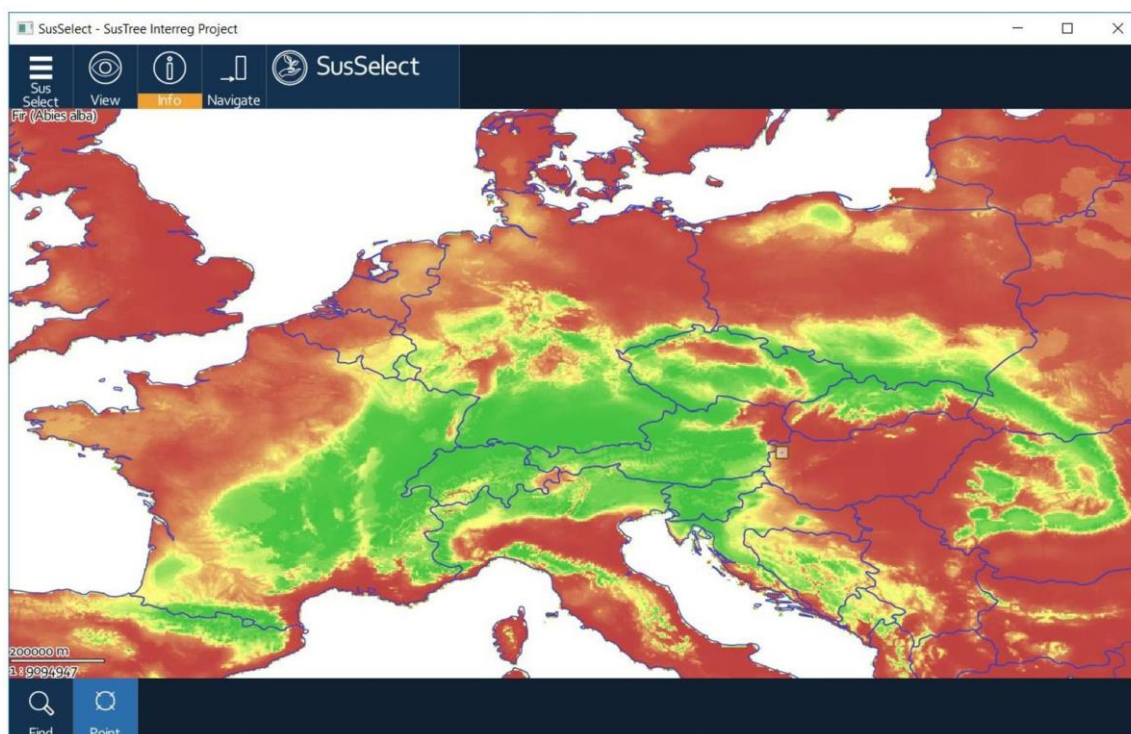 SusSelect - SusTree Interreg Project
Sus
Select
View
Info
Navigate
SusSelect
Fir (Abies alba)
200000 m
1 : 9094947
Find
Point